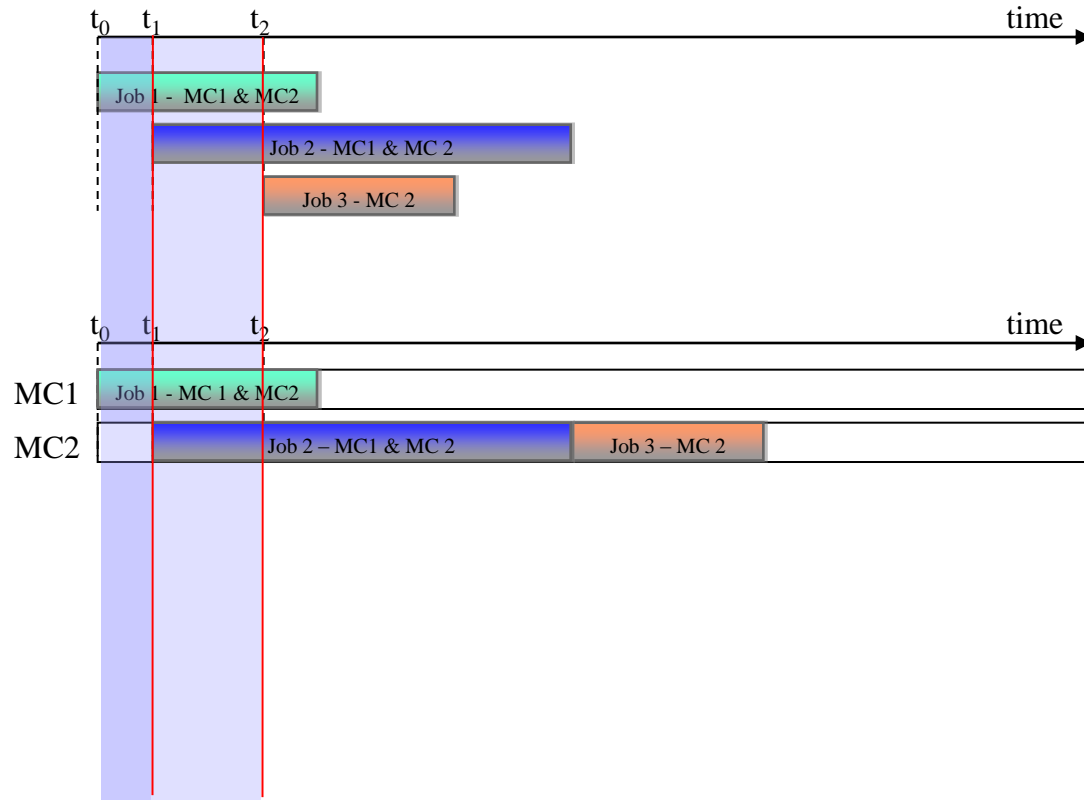 t0 t1 t2 time
Job 1 - MC1 & MC2
Job 2 - MC1 & MC 2
Job 3 - MC 2
t0 t1 t2 time
MC1 Job 1 - MC 1 & MC2
MC2 Job 2 – MC1 & MC 2 Job 3 – MC 2